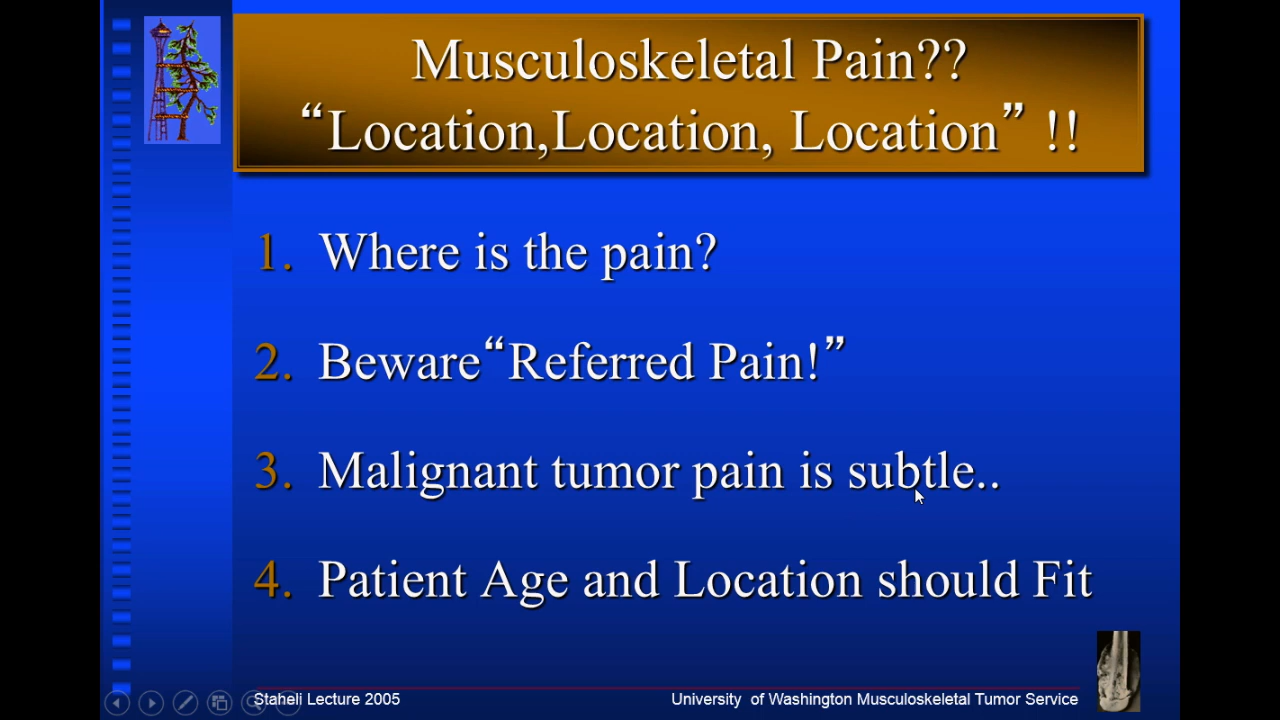 Musculoskeletal Pain??
“Location,Location, Location” !!
1. Where is the pain?
2. Beware“Referred Pain!”
3. Malignant tumor pain is subtle..
4. Patient Age and Location should Fit
Staheli Lecture 2005
University of Washington Musculoskeletal Tumor Service